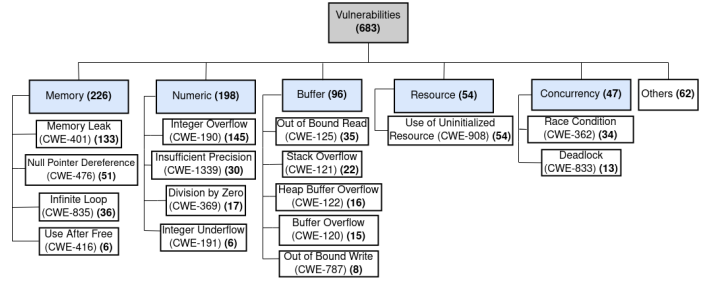 Vulnerabilities
(683)
Memory (226)
Numeric (198)
Buffer (96)
Resource (54)
Concurrency (47)
Others (62)
Memory Leak
(CWE-401) (133)
Null Pointer Dereference
(CWE-476) (51)
Infinite Loop
(CWE-835) (36)
Use After Free
(CWE-416) (6)
Integer Overflow
(CWE-190) (145)
Insufficient Precision
(CWE-1339) (30)
Division by Zero
(CWE-369) (17)
Integer Underflow
(CWE-191) (6)
Out of Bound Read
(CWE-125) (35)
Stack Overflow
(CWE-121) (22)
Heap Buffer Overflow
(CWE-122) (16)
Buffer Overflow
(CWE-120) (15)
Out of Bound Write
(CWE-787) (8)
Use of Uninitialized
Resource (CWE-908) (54)
Race Condition
(CWE-362) (34)
Deadlock
(CWE-833) (13)